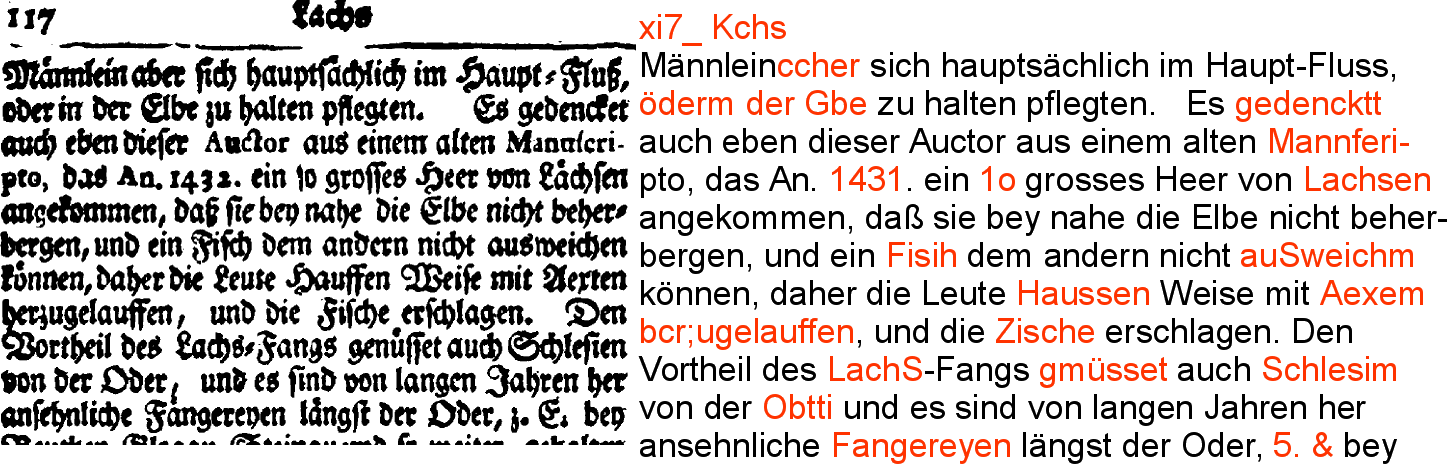 117 Lachs
Männlein aber sich hauptsächlich im Haupt-Fluß,
oder in der Elbe zu halten pflegten. Es gedencket
auch eben dieser Auctor aus einem alten Manuscri-
pto, das An. 1432. ein so grosses Heer von Lächsen
angekommen, daß sie bey nahe die Elbe nicht beher-
bergen, und ein Fisch dem andern nicht ausweichen
können, daher die Leute Hauffen Weise mit Aexten
herzugelauffen, und die Fische erschlagen. Den
Vortheil des Lachs-Fangs genüsset auch Schlesien
von der Oder, und es sind von langen Jahren her
ansehnliche Fängereyen längst der Oder, z. E. bey
xi7_ Kchs
Männleinccher sich hauptsächlich im Haupt-Fluss,
öderm der Gbe zu halten pflegten. Es gedencktt
auch eben dieser Auctor aus einem alten Mannferi-
pto, das An. 1431. ein 1o grosses Heer von Lachsen
angekommen, daß sie bey nahe die Elbe nicht beher-
bergen, und ein Fisih dem andern nicht auSweichm
können, daher die Leute Haussen Weise mit Aexem
bcr;ugelauffen, und die Zische erschlagen. Den
Vortheil des LachS-Fangs gmüsset auch Schlesim
von der Obtti und es sind von langen Jahren her
ansehnliche Fangereyen längst der Oder, 5. & bey